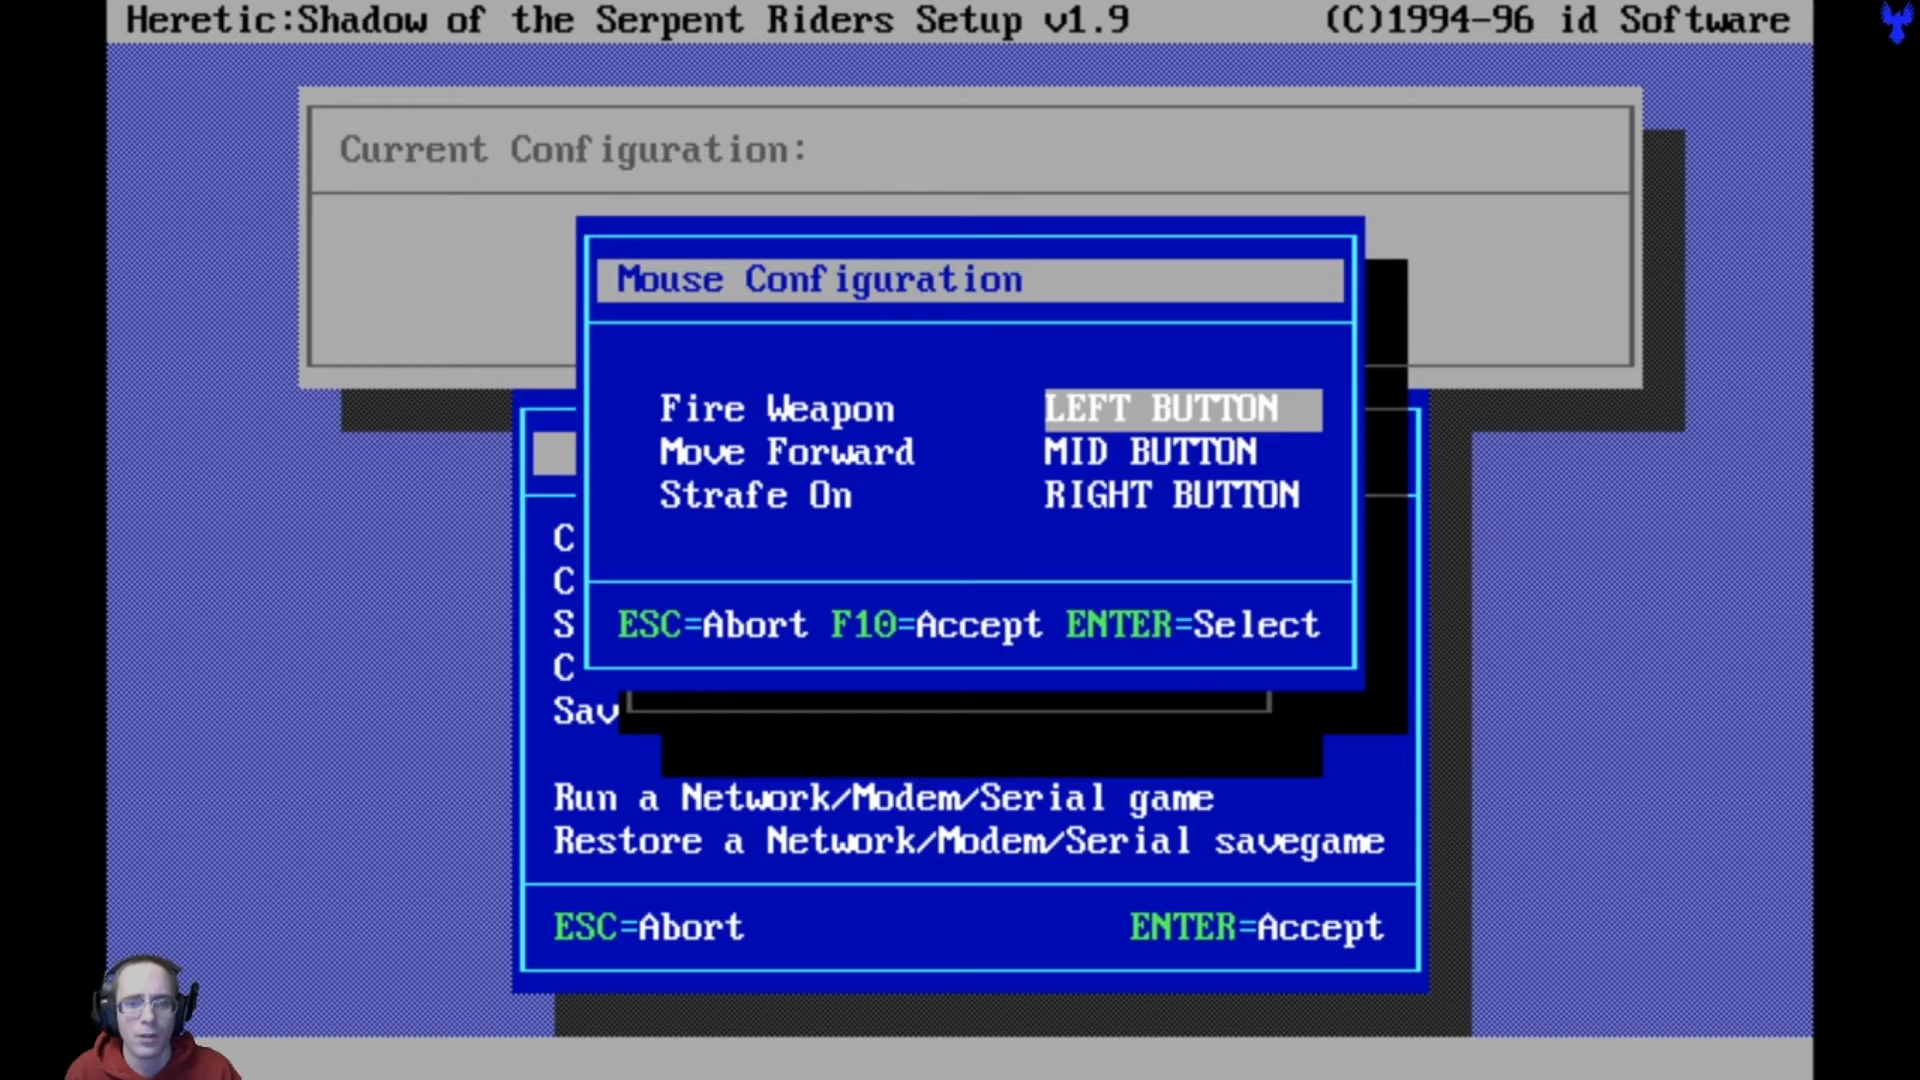 Heretic:Shadow of the Serpent Riders Setup v1.9 (C)1994-96 id Software
Current Configuration:
Mouse Configuration
Fire Weapon LEFT BUTTON
Move Forward MID BUTTON
Strafe On RIGHT BUTTON
C
C
S
ESC=Abort F10=Accept ENTER=Select
C
Sav
Run a Network/Modem/Serial game
Restore a Network/Modem/Serial savegame
ESC=Abort ENTER=Accept